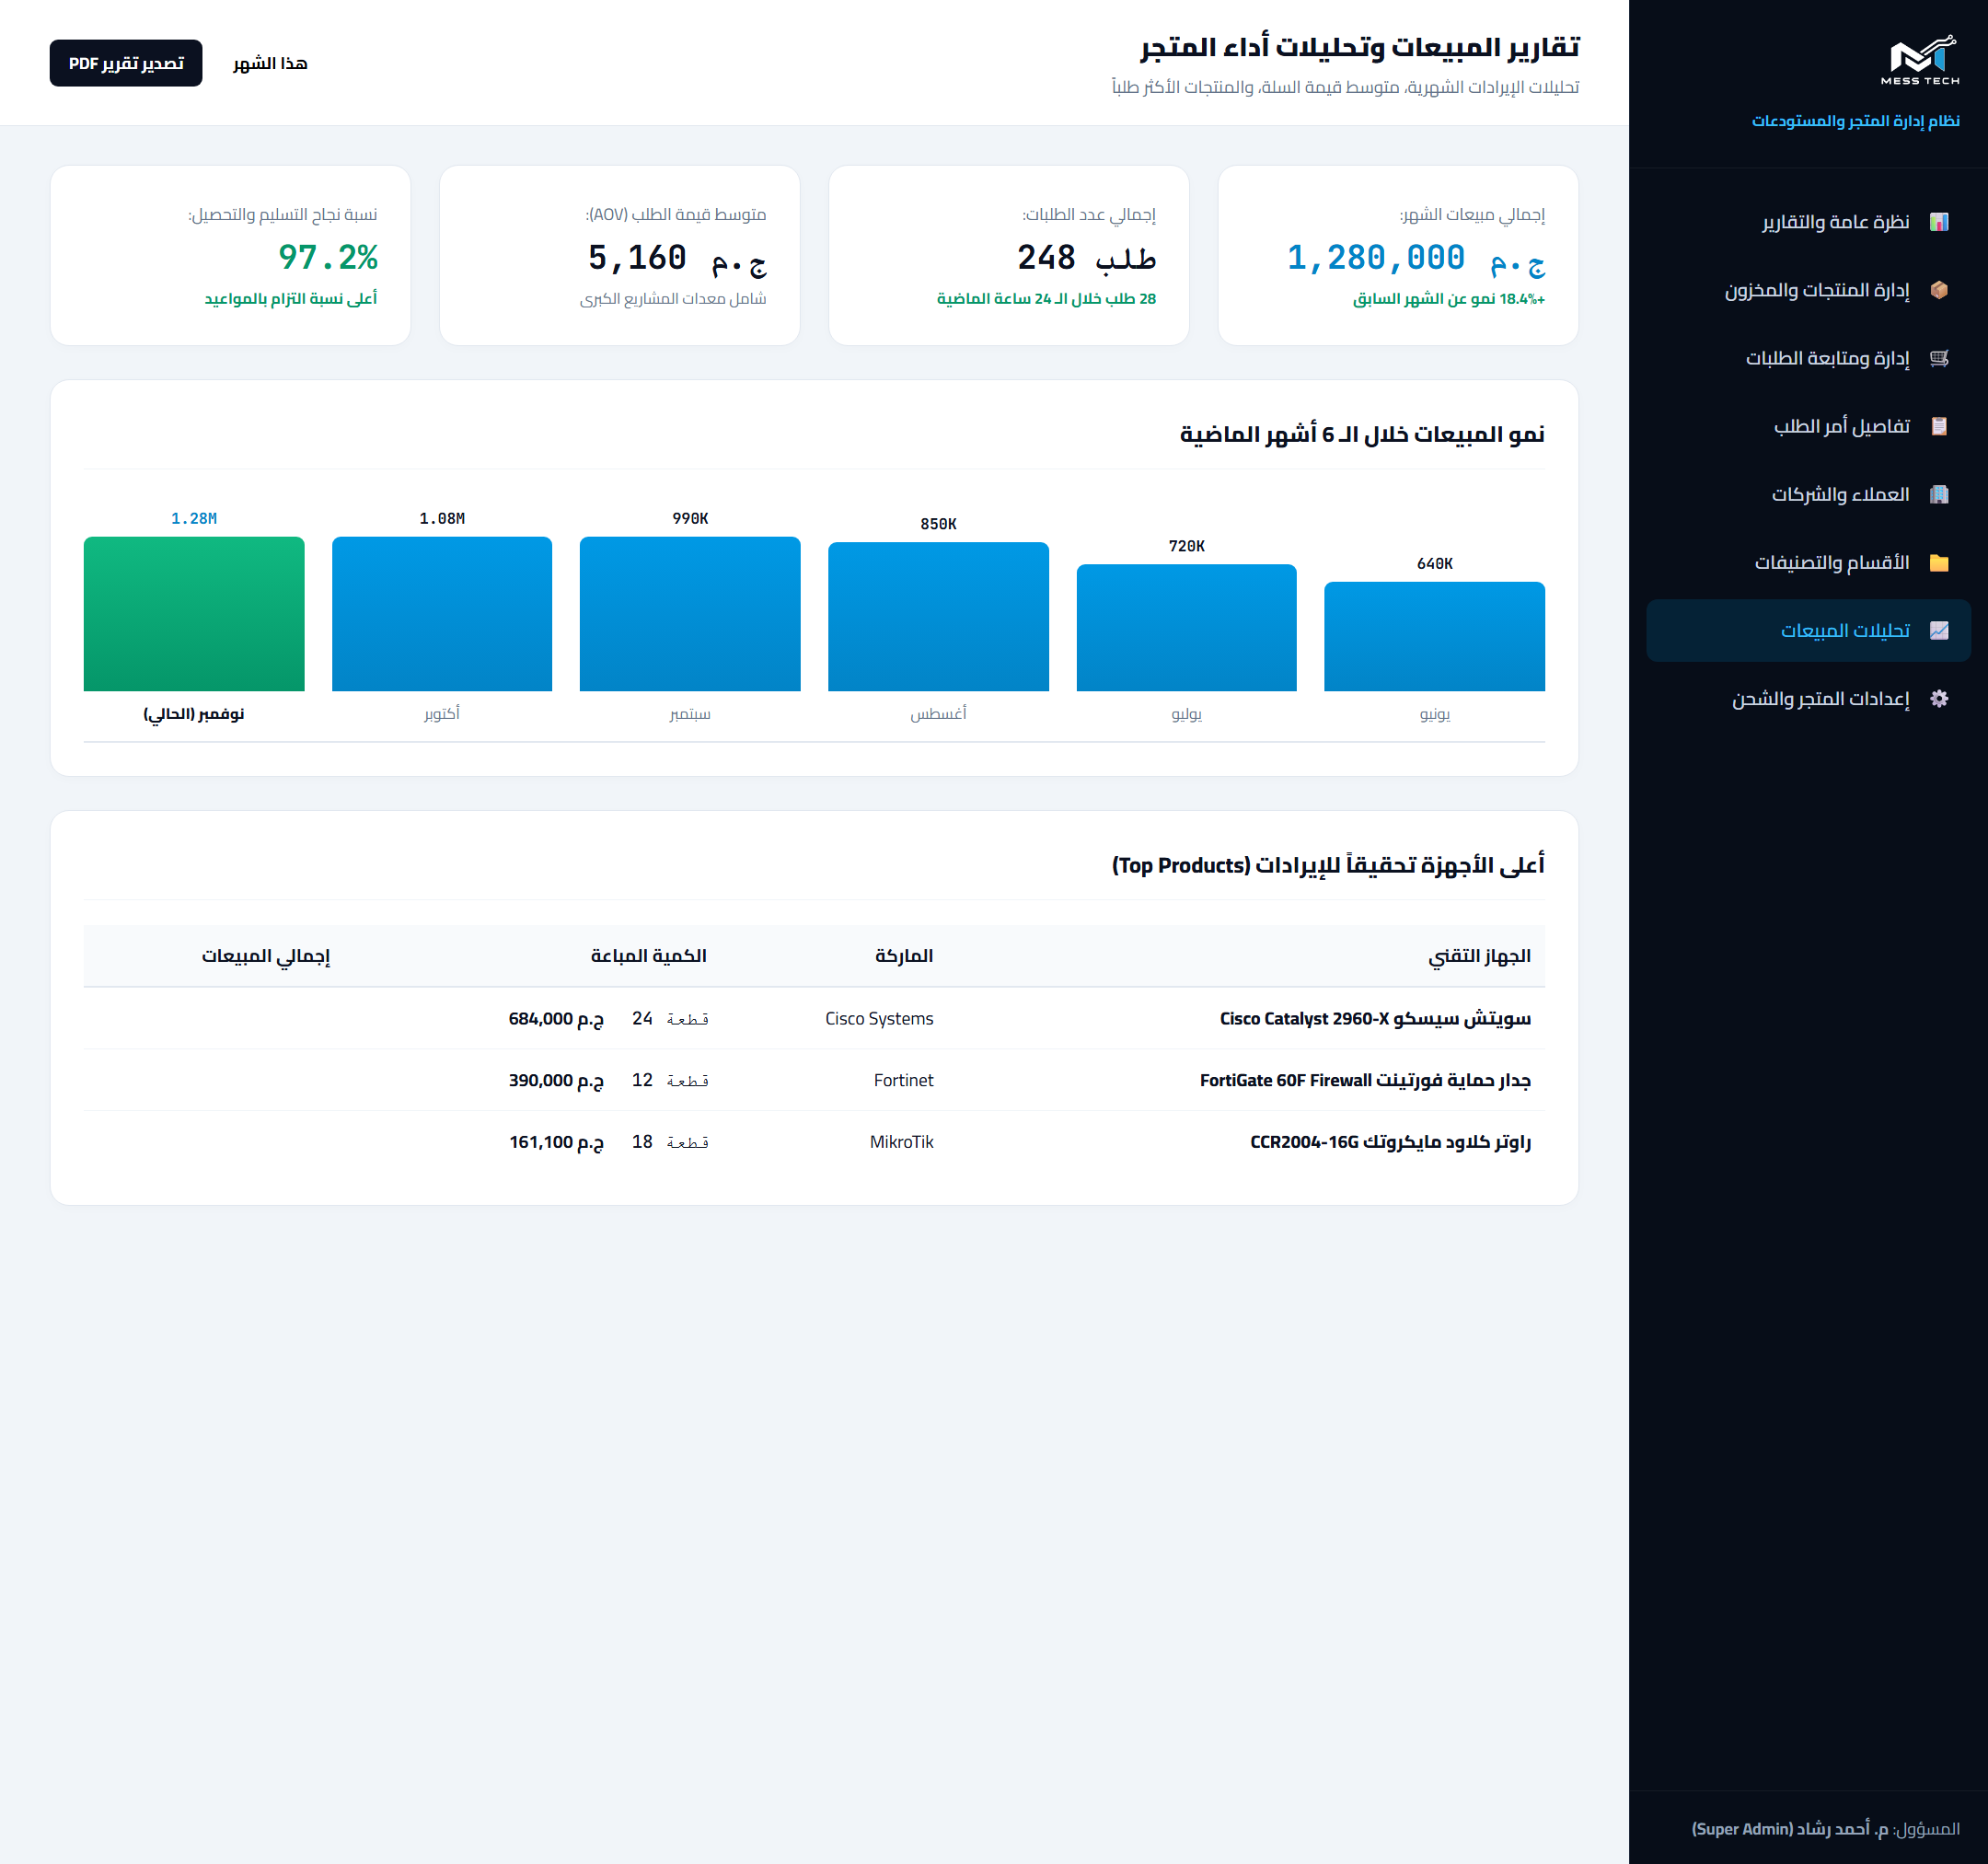 MESS TECH
نظام إدارة المتجر والمستودعات
نظرة عامة والتقارير
إدارة المنتجات والمخزون
إدارة ومتابعة الطلبات
تفاصيل أمر الطلب
العملاء والشركات
الأقسام والتصنيفات
تحليلات المبيعات
إعدادات المتجر والشحن
المسؤول: م. أحمد رشاد (Super Admin)
تقارير المبيعات وتحليلات أداء المتجر
تحليلات الإيرادات الشهرية، متوسط قيمة السلة، والمنتجات الأكثر طلباً
هذا الشهر
تصدير تقرير PDF
إجمالي مبيعات الشهر:
ج.م 1,280,000
+18.4% نمو عن الشهر السابق
إجمالي عدد الطلبات:
طلب 248
28 طلب خلال الـ 24 ساعة الماضية
متوسط قيمة الطلب (AOV):
ج.م 5,160
شامل معدات المشاريع الكبرى
نسبة نجاح التسليم والتحصيل:
97.2%
أعلى نسبة التزام بالمواعيد
نمو المبيعات خلال الـ 6 أشهر الماضية
640K
720K
850K
990K
1.08M
1.28M
يونيو
يوليو
أغسطس
سبتمبر
أكتوبر
نوفمبر (الحالي)
أعلى الأجهزة تحقيقاً للإيرادات (Top Products)
الجهاز التقني الماركة الكمية المباعة إجمالي المبيعات
سويتش سيسكو Cisco Catalyst 2960-X Cisco Systems قطعة 24 ج.م 684,000
جدار حماية فورتينت FortiGate 60F Firewall Fortinet قطعة 12 ج.م 390,000
راوتر كلاود مايكروتك CCR2004-16G MikroTik قطعة 18 ج.م 161,100